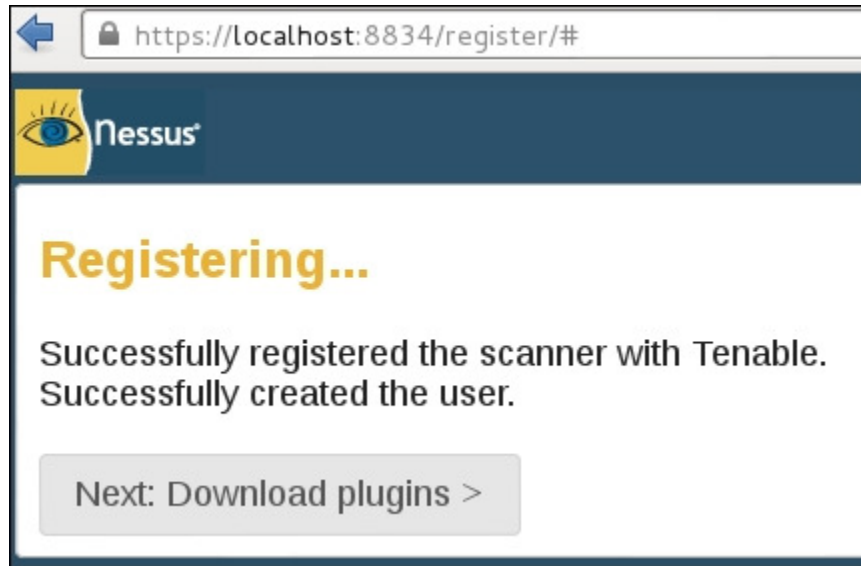 https://localhost:8834/register/#
nessus
Registering...
Successfully registered the scanner with Tenable.
Successfully created the user.
Next: Download plugins >